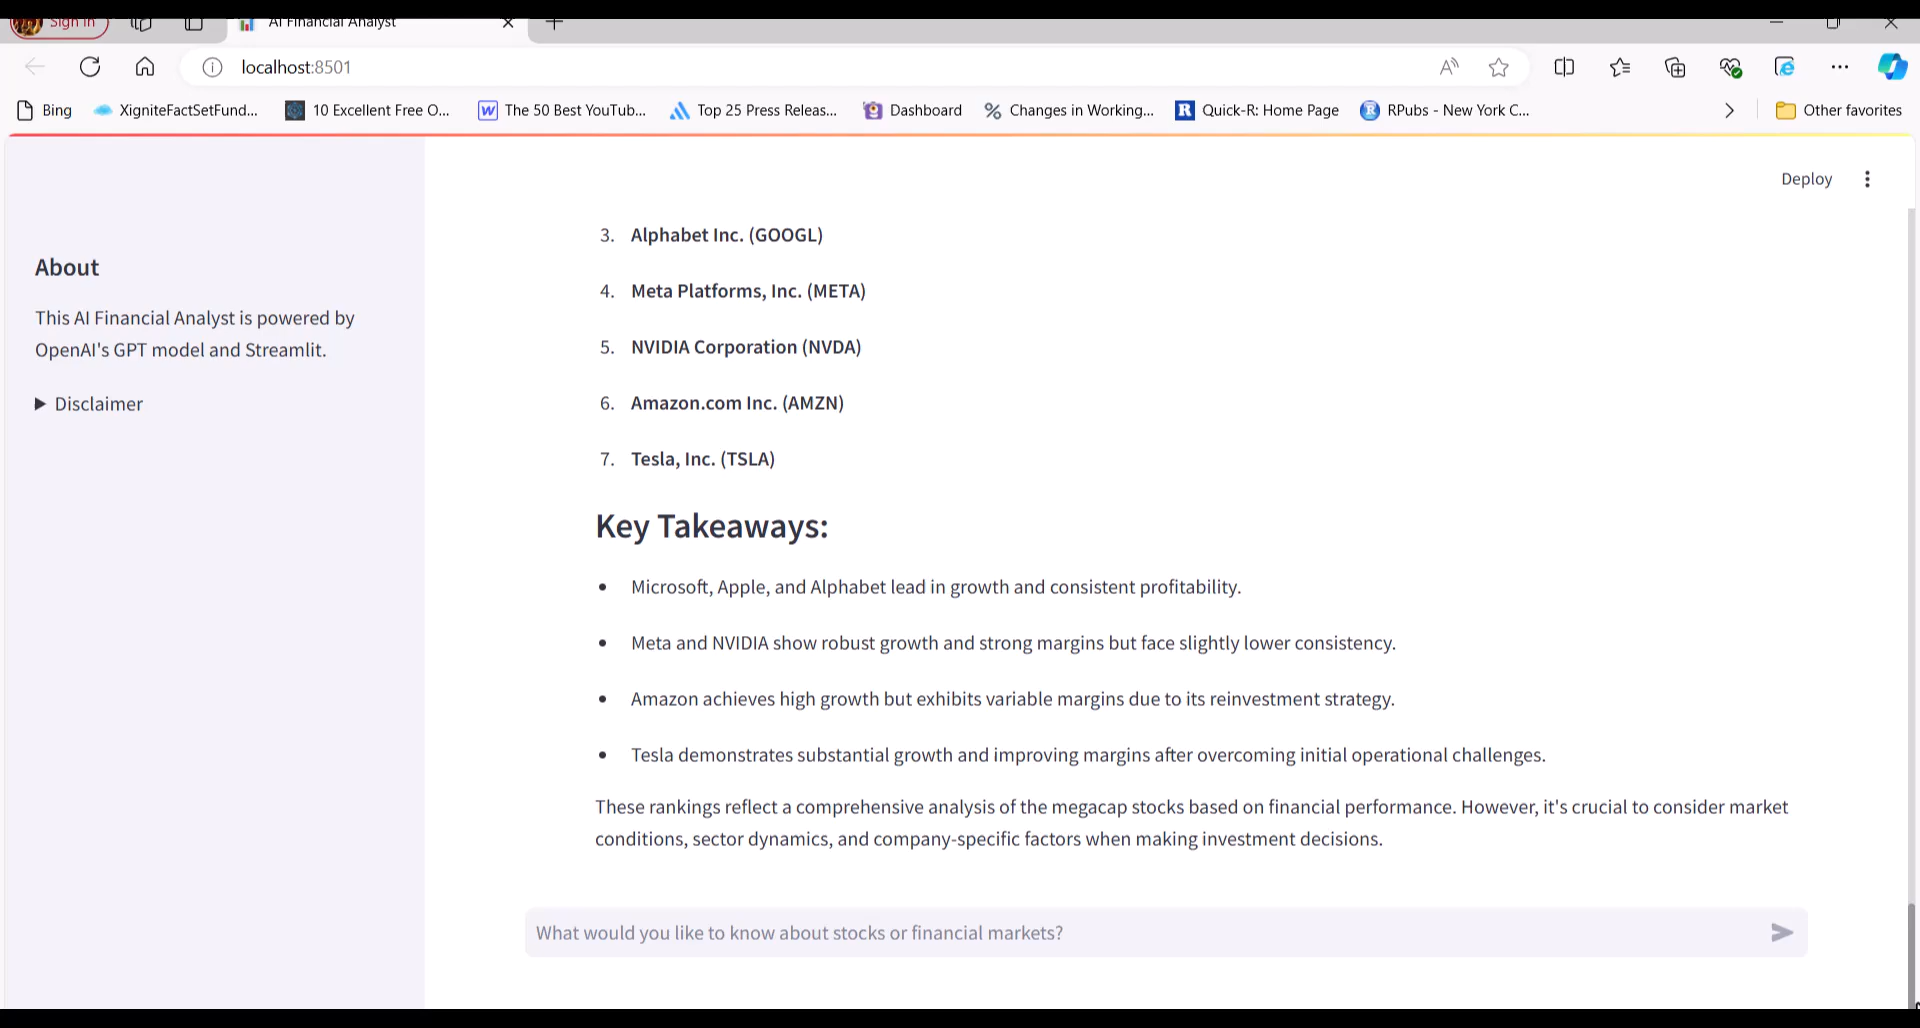 Sign in
AI Financial Analyst
localhost:8501
Bing
XigniteFactSetFund...
10 Excellent Free O...
The 50 Best YouTub...
Top 25 Press Releas...
Dashboard
Changes in Working...
Quick-R: Home Page
RPubs - New York C...
Other favorites
Deploy
About
This AI Financial Analyst is powered by
OpenAI's GPT model and Streamlit.
Disclaimer
3. Alphabet Inc. (GOOGL)
4. Meta Platforms, Inc. (META)
5. NVIDIA Corporation (NVDA)
6. Amazon.com Inc. (AMZN)
7. Tesla, Inc. (TSLA)
Key Takeaways:
• Microsoft, Apple, and Alphabet lead in growth and consistent profitability.
• Meta and NVIDIA show robust growth and strong margins but face slightly lower consistency.
• Amazon achieves high growth but exhibits variable margins due to its reinvestment strategy.
• Tesla demonstrates substantial growth and improving margins after overcoming initial operational challenges.
These rankings reflect a comprehensive analysis of the megacap stocks based on financial performance. However, it's crucial to consider market
conditions, sector dynamics, and company-specific factors when making investment decisions.
What would you like to know about stocks or financial markets?